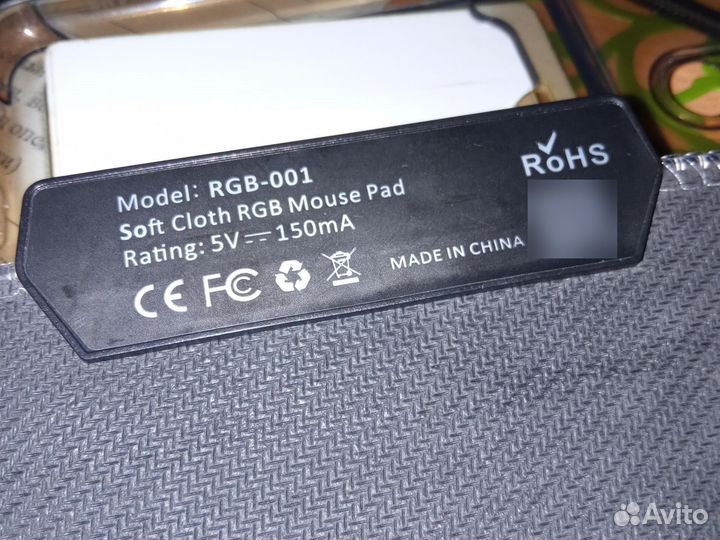 Model: RGB-001
Soft Cloth RGB Mouse Pad
Rating: 5V⎓150mA
CE FC
MADE IN CHINA
RoHS
Avito